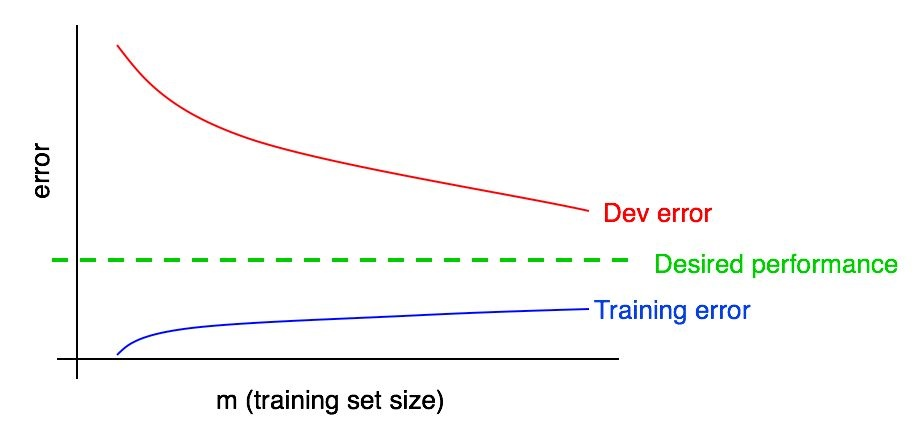 error
Dev error
Desired performance
Training error
m (training set size)